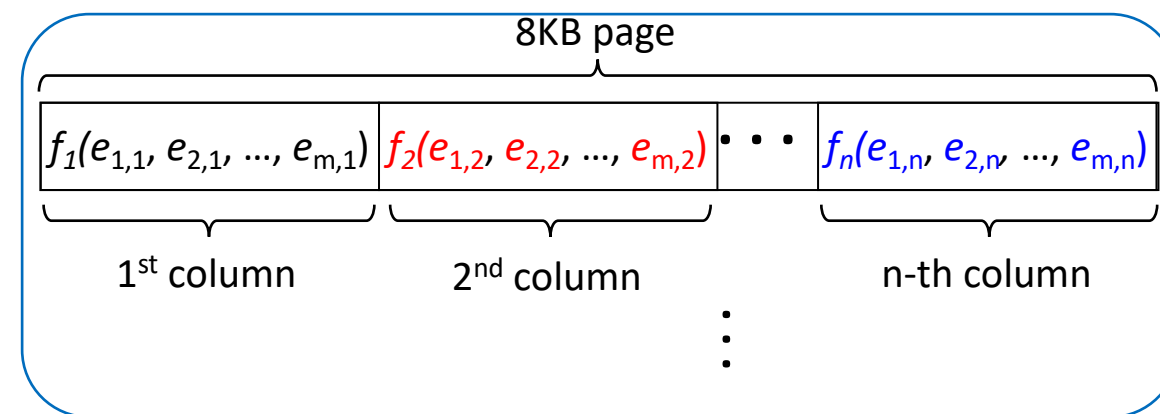 8KB page
f₁(e₁,₁, e₂,₁, ..., eₘ,₁) f₂(e₁,₂, e₂,₂, ..., eₘ,₂) · · · fₙ(e₁,ₙ, e₂,ₙ, ..., eₘ,ₙ)
1ˢᵗ column 2ⁿᵈ column n-th column
⋮